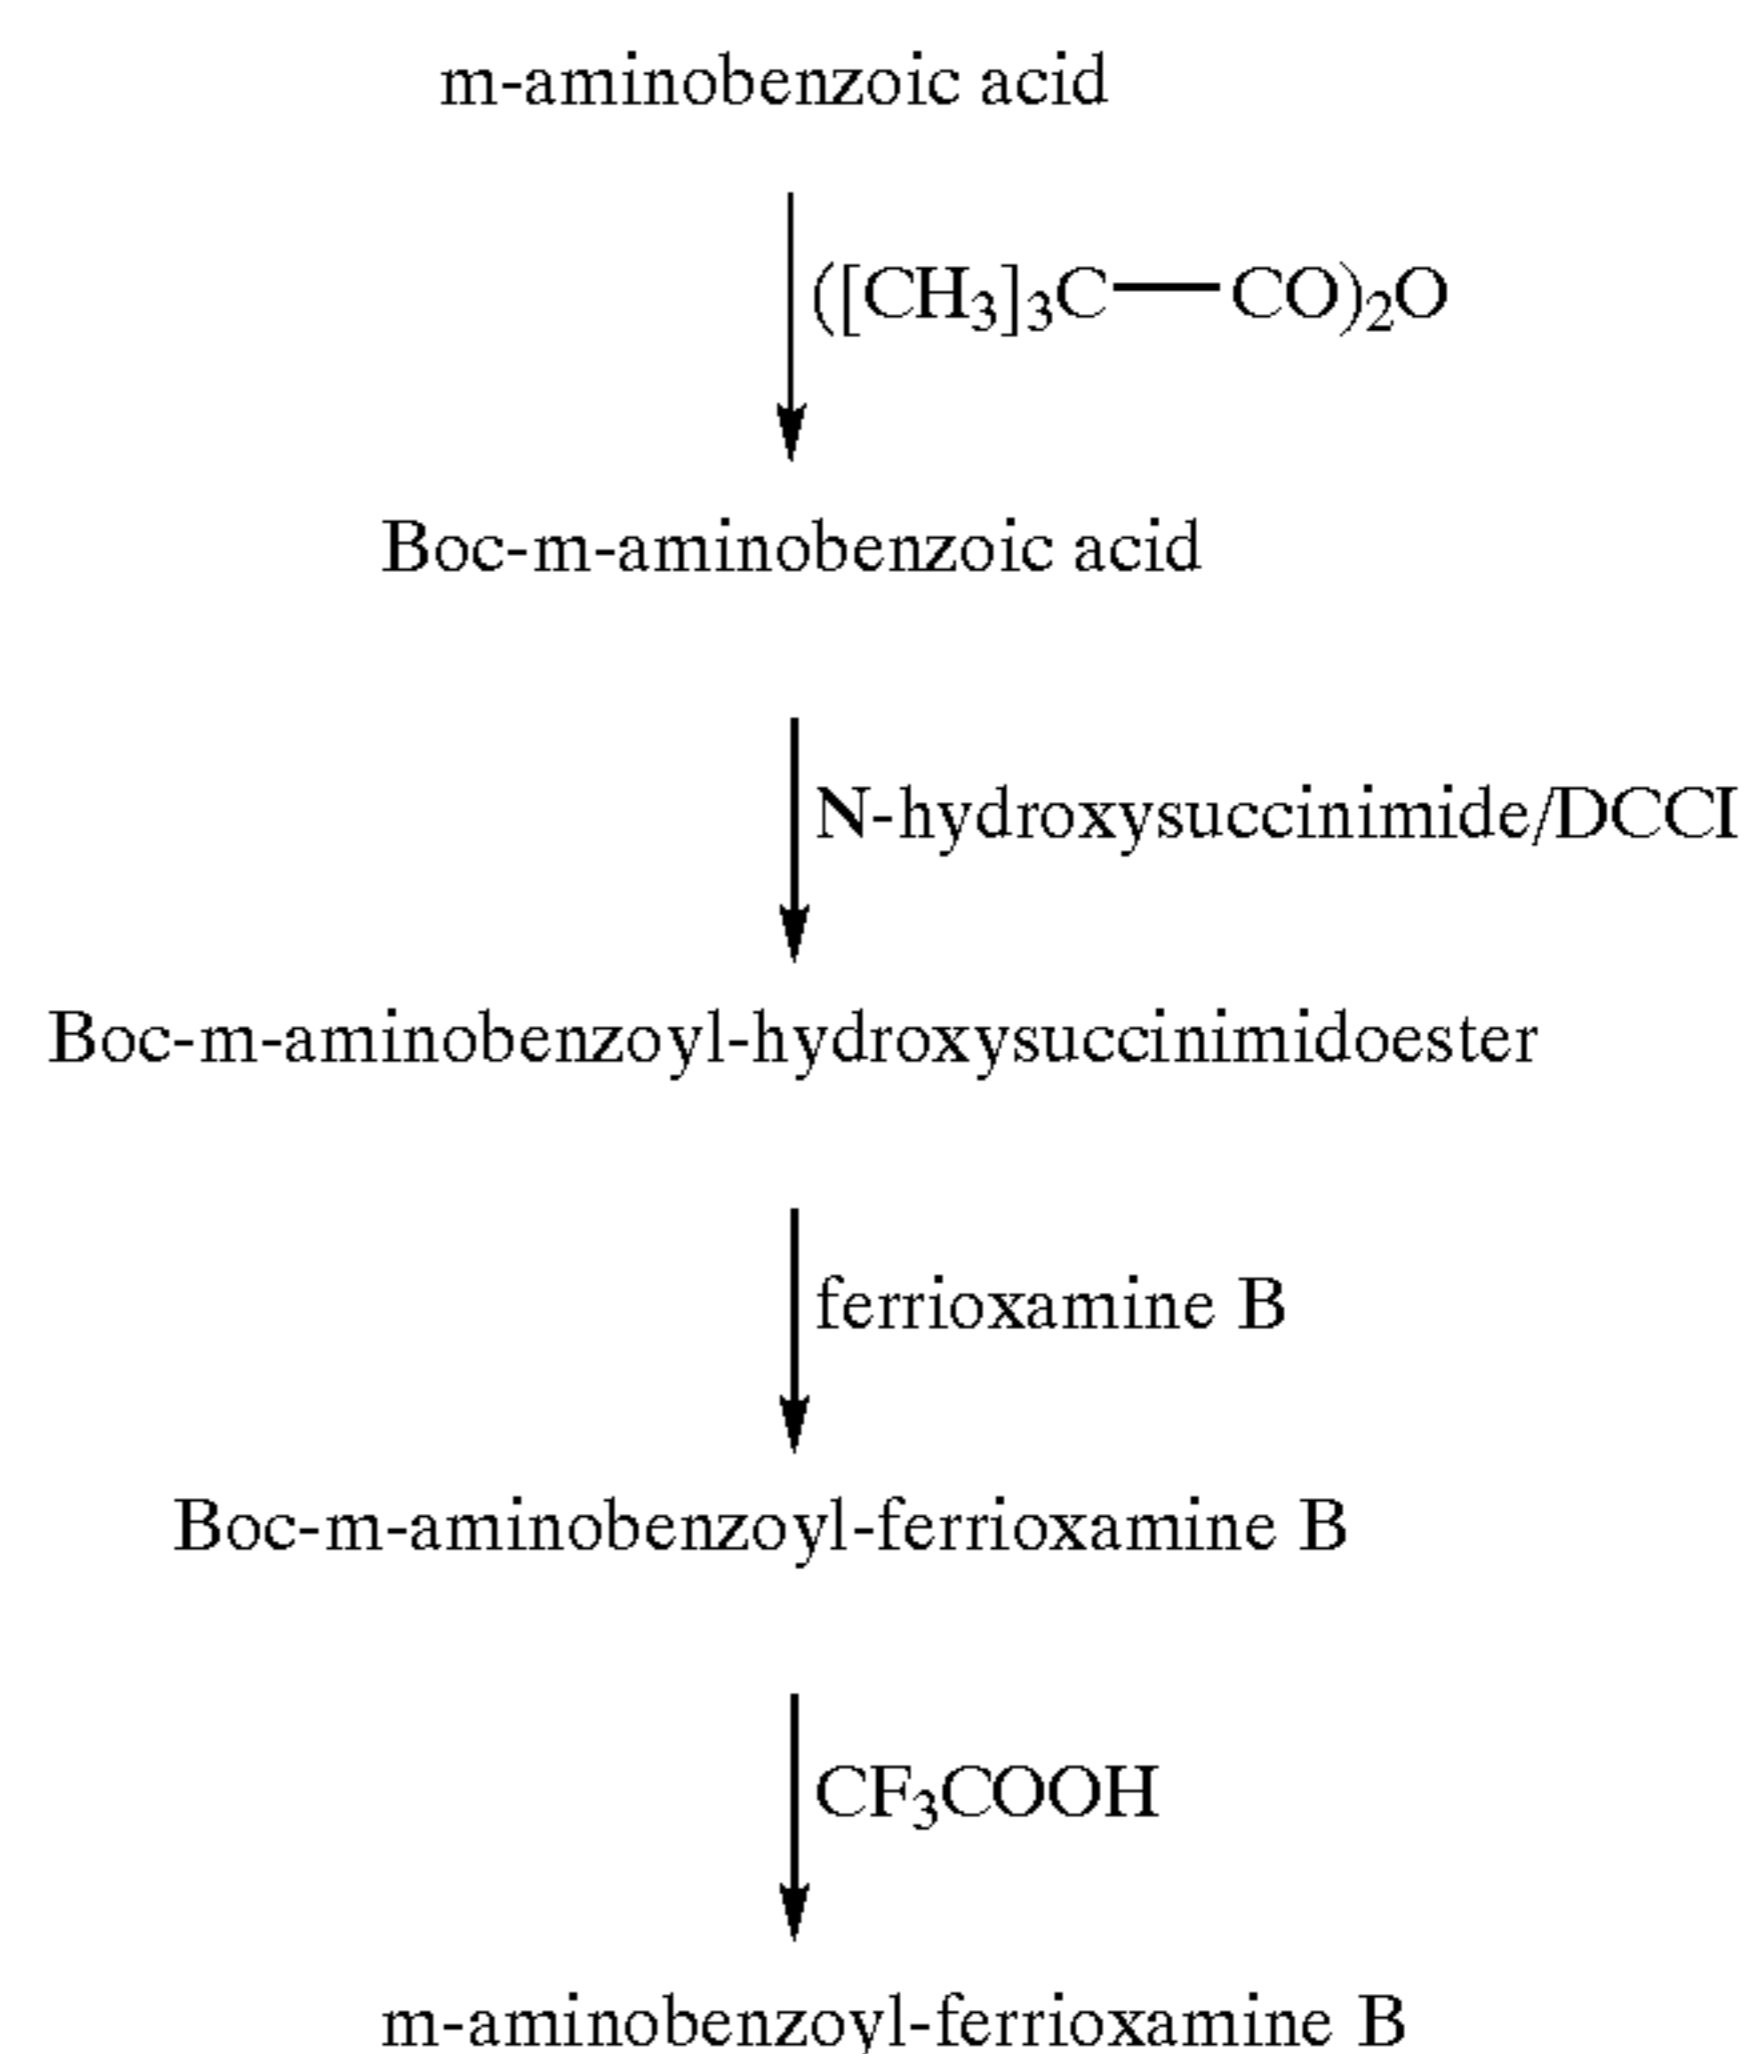 m-aminobenzoic acid
([CH₃]₃C—CO)₂O
Boc-m-aminobenzoic acid
N-hydroxysuccinimide/DCCI
Boc-m-aminobenzoyl-hydroxysuccinimidoester
ferrioxamine B
Boc-m-aminobenzoyl-ferrioxamine B
CF₃COOH
m-aminobenzoyl-ferrioxamine B